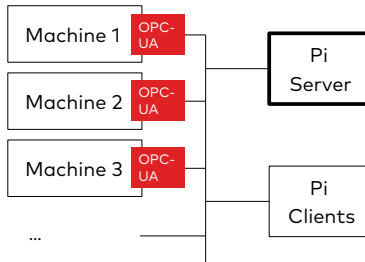 Machine 1
OPC-
UA
Machine 2
OPC-
UA
Machine 3
OPC-
UA
...
Pi
Server
Pi
Clients